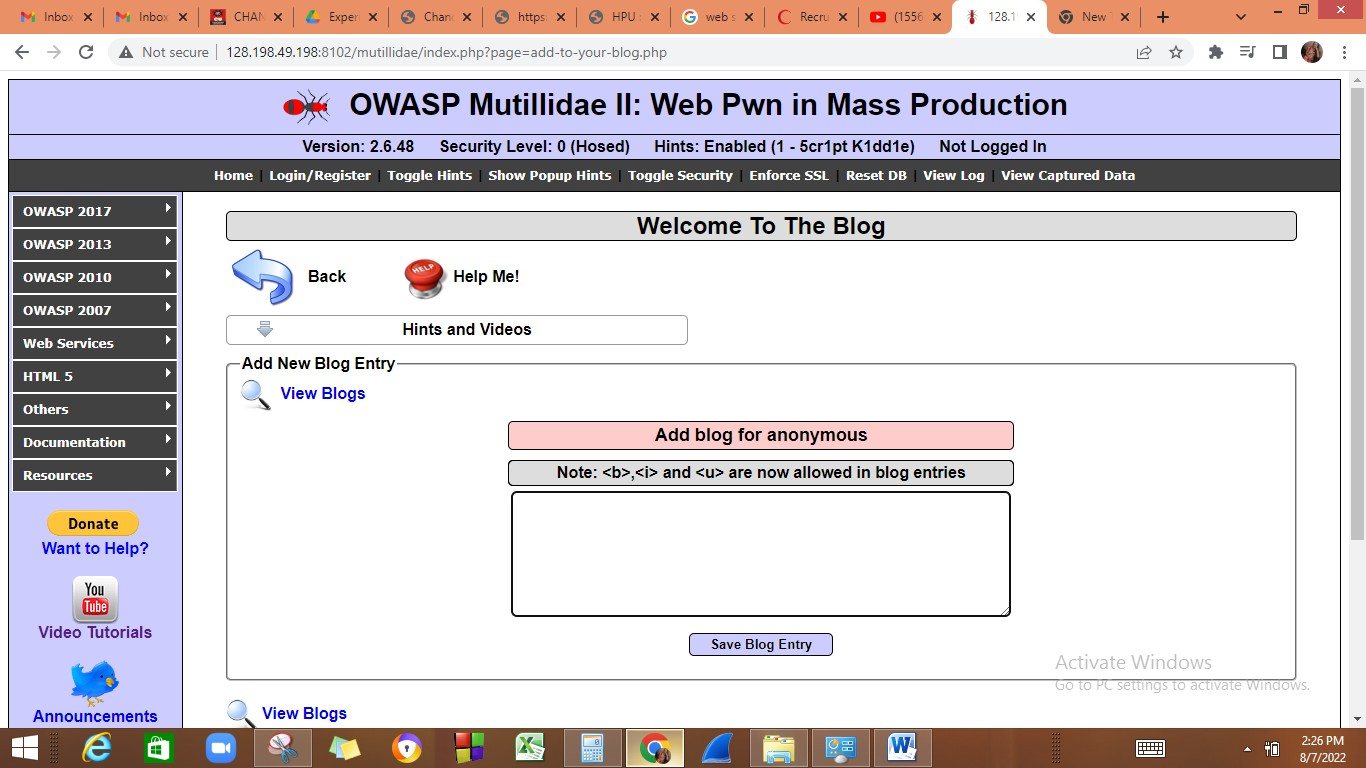 Inbox
Inbox
CHAN
Experi
Chanc
https:
HPU :
web s
Recru
(1556
128.1
New T
Not secure
128.198.49.198:8102/mutillidae/index.php?page=add-to-your-blog.php
OWASP Mutillidae II: Web Pwn in Mass Production
Version: 2.6.48 Security Level: 0 (Hosed) Hints: Enabled (1 - 5cr1pt K1dd1e) Not Logged In
Home | Login/Register | Toggle Hints | Show Popup Hints | Toggle Security | Enforce SSL | Reset DB | View Log | View Captured Data
OWASP 2017
OWASP 2013
OWASP 2010
OWASP 2007
Web Services
HTML 5
Others
Documentation
Resources
Donate
Want to Help?
You
Tube
Video Tutorials
Announcements
Welcome To The Blog
Back
HELP
Help Me!
Hints and Videos
Add New Blog Entry
View Blogs
Add blog for anonymous
Note: <b>,<i> and <u> are now allowed in blog entries
Save Blog Entry
View Blogs
Activate Windows
Go to PC settings to activate Windows.
2:26 PM
8/7/2022